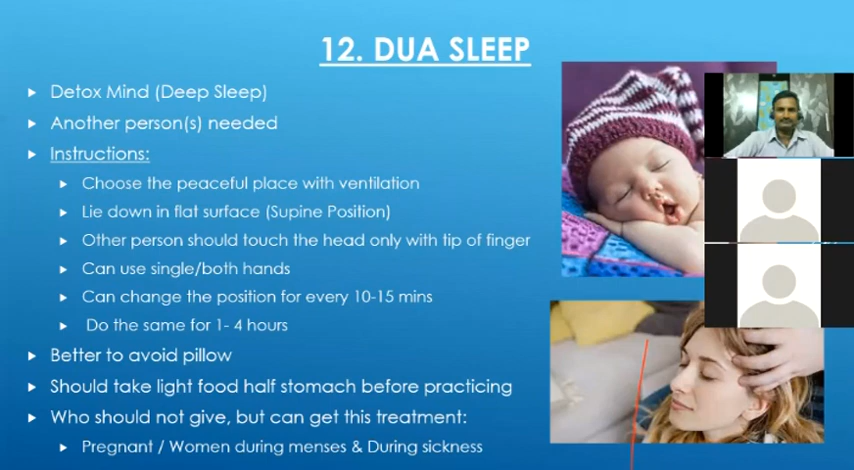 12. DUA SLEEP
Detox Mind (Deep Sleep)
Another person(s) needed
Instructions:
Choose the peaceful place with ventilation
Lie down in flat surface (Supine Position)
Other person should touch the head only with tip of finger
Can use single/both hands
Can change the position for every 10-15 mins
Do the same for 1- 4 hours
Better to avoid pillow
Should take light food half stomach before practicing
Who should not give, but can get this treatment:
Pregnant / Women during menses & During sickness